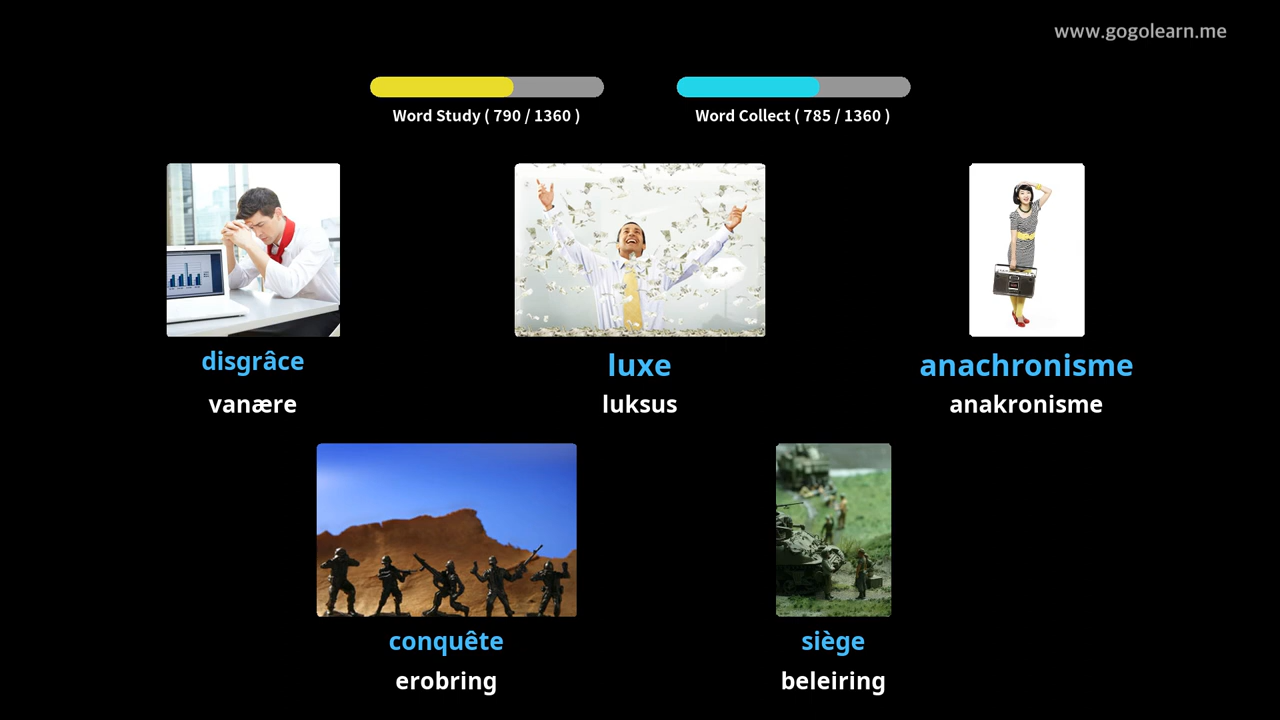 www.gogolearn.me
Word Study ( 790 / 1360 )
Word Collect ( 785 / 1360 )
disgrâce
vanære
luxe
luksus
anachronisme
anakronisme
conquête
erobring
siège
beleiring